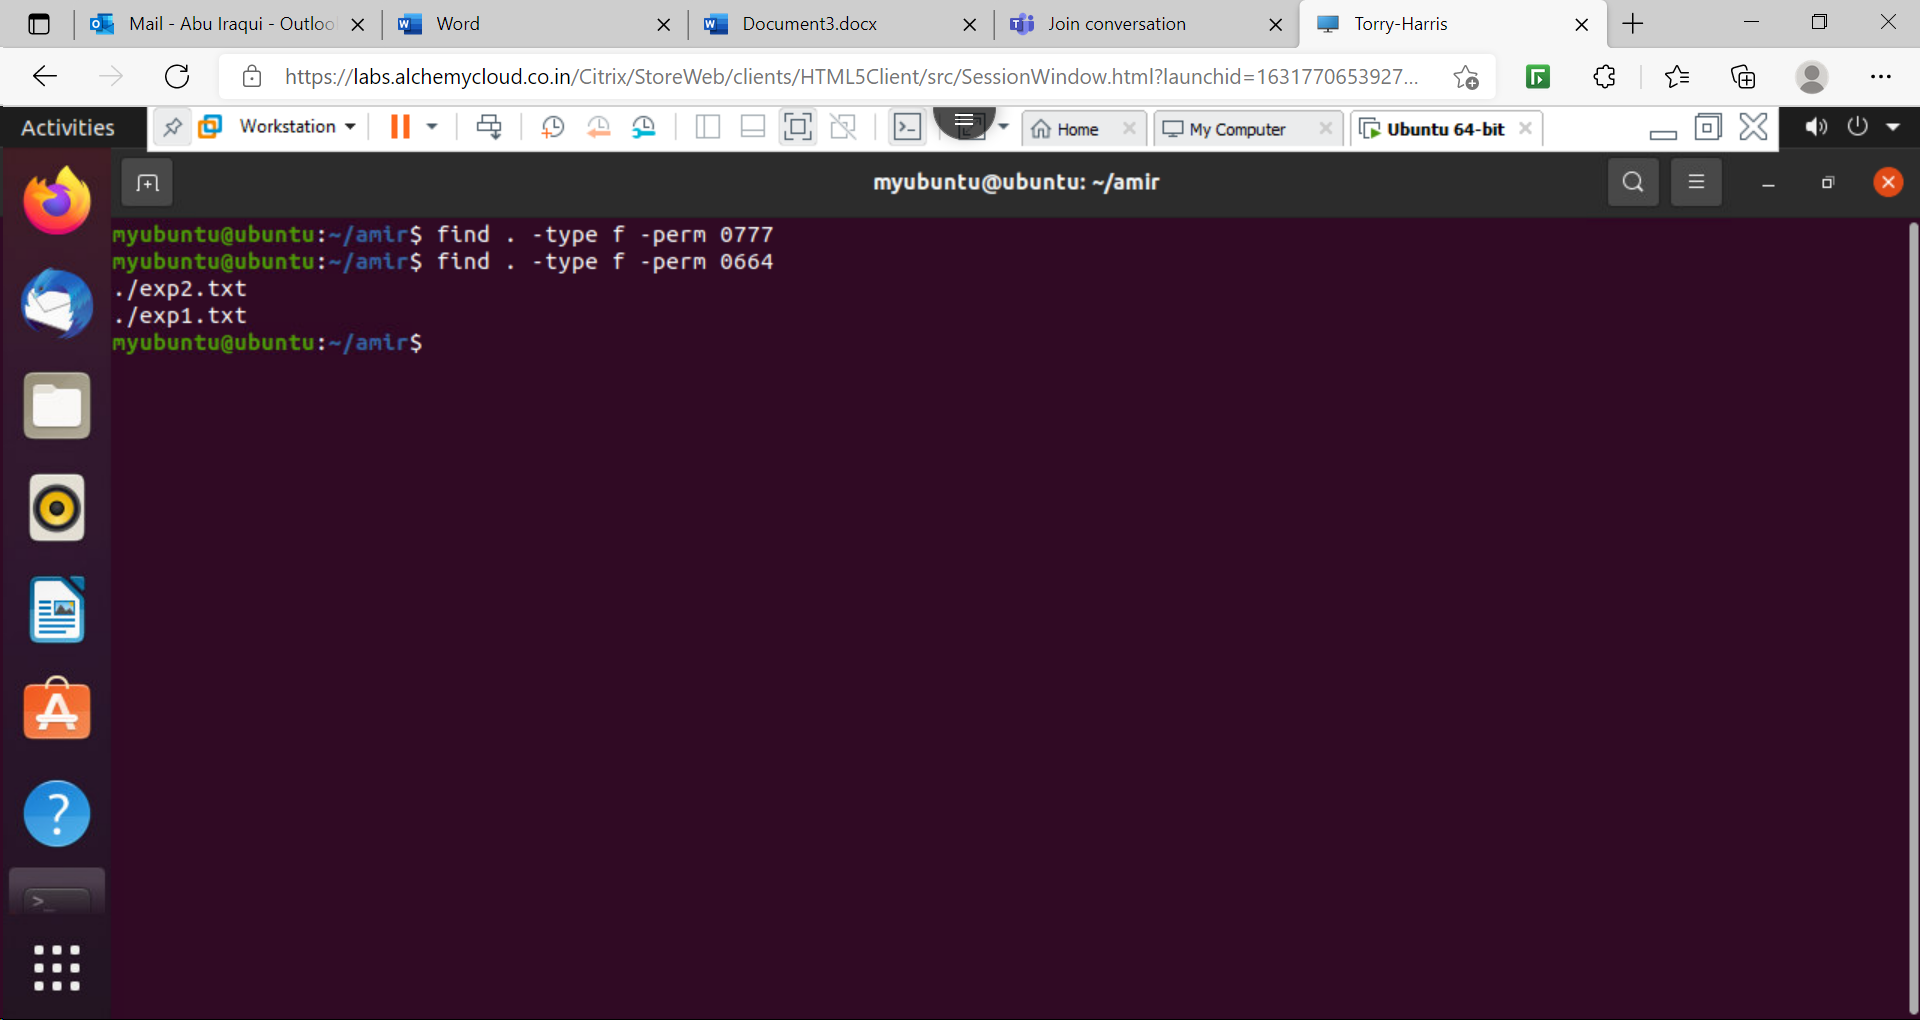 Mail - Abu Iraqui - Outloo
Word
Document3.docx
Join conversation
Torry-Harris
https://labs.alchemycloud.co.in/Citrix/StoreWeb/clients/HTML5Client/src/SessionWindow.html?launchid=1631770653927...
Activities
Workstation
Home
My Computer
Ubuntu 64-bit
myubuntu@ubuntu: ~/amir
myubuntu@ubuntu:~/amir$ find . -type f -perm 0777
myubuntu@ubuntu:~/amir$ find . -type f -perm 0664
./exp2.txt
./exp1.txt
myubuntu@ubuntu:~/amir$